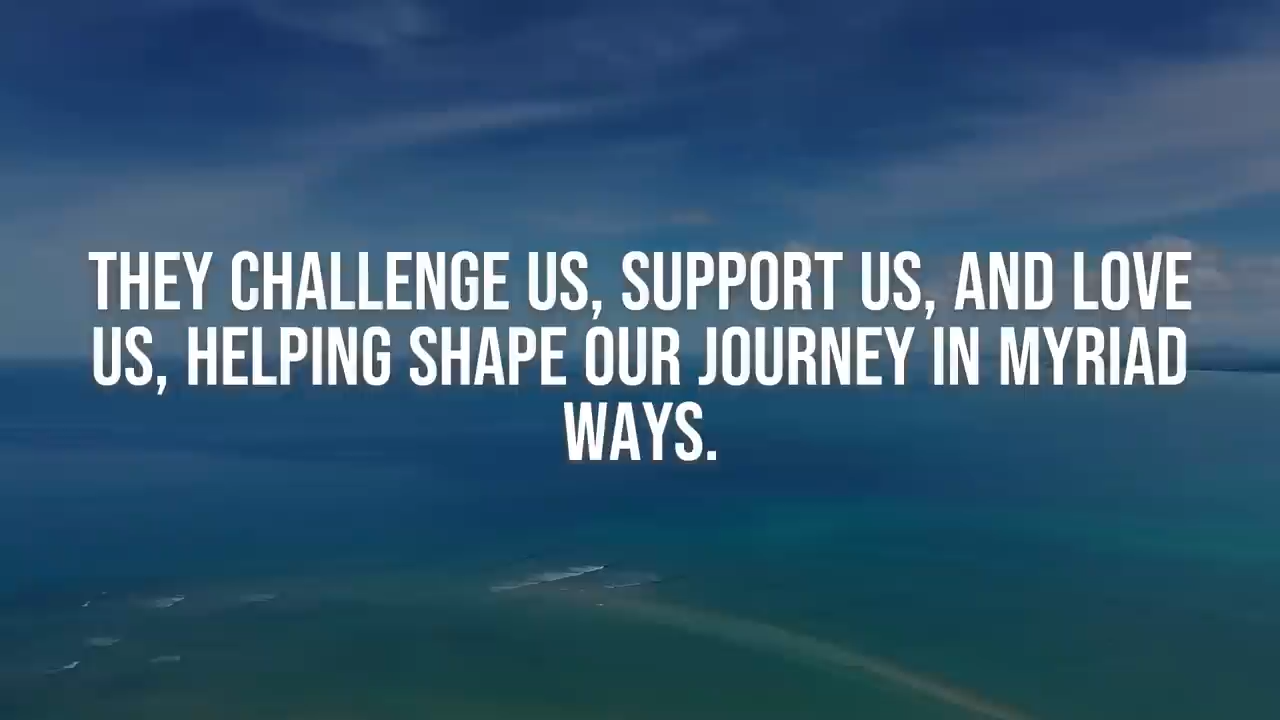 THEY CHALLENGE US, SUPPORT US, AND LOVE
US, HELPING SHAPE OUR JOURNEY IN MYRIAD
WAYS.